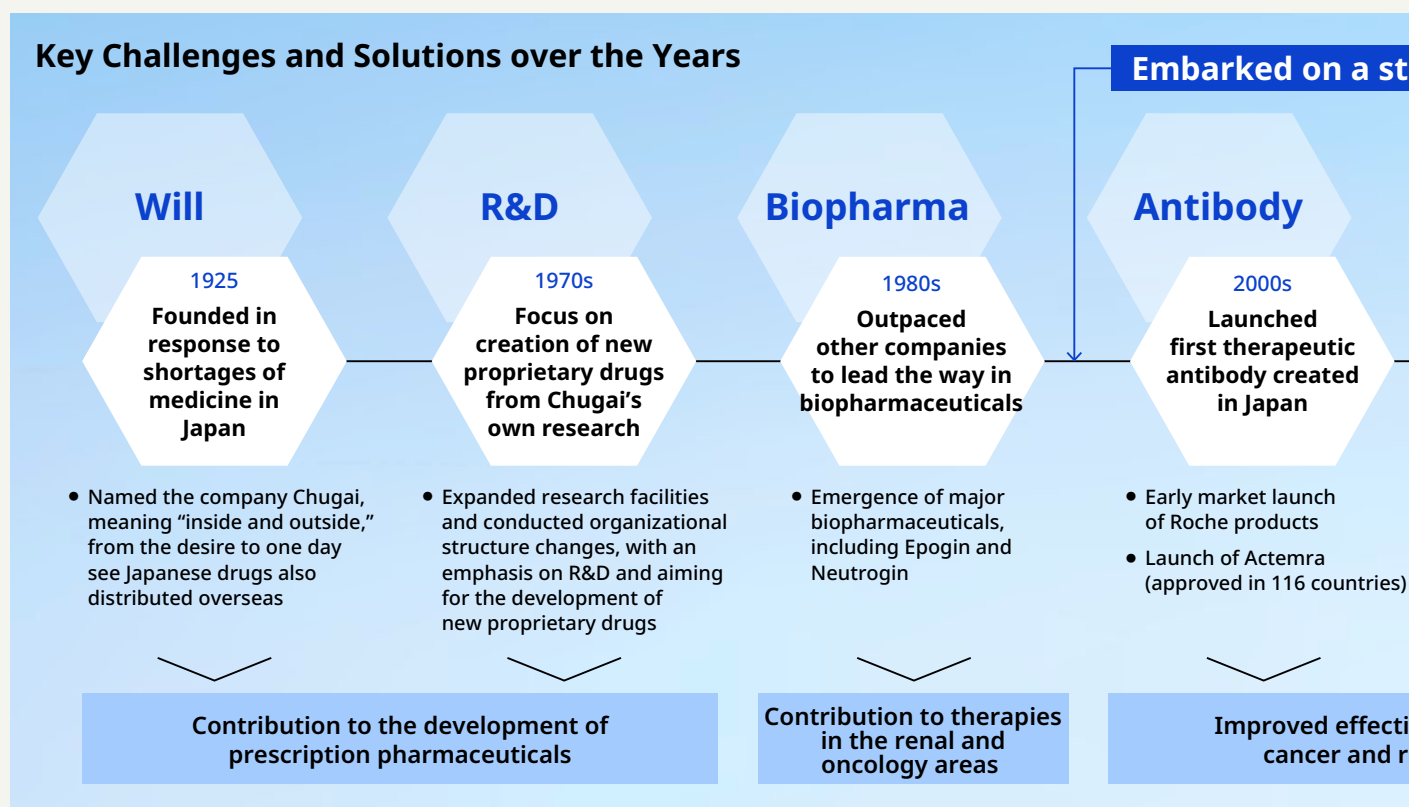 Key Challenges and Solutions over the Years
Embarked on a st
Will
1925
Founded in
response to
shortages of
medicine in
Japan
• Named the company Chugai,
meaning “inside and outside,”
from the desire to one day
see Japanese drugs also
distributed overseas
R&D
1970s
Focus on
creation of new
proprietary drugs
from Chugai’s
own research
• Expanded research facilities
and conducted organizational
structure changes, with an
emphasis on R&D and aiming
for the development of
new proprietary drugs
Contribution to the development of
prescription pharmaceuticals
Biopharma
1980s
Outpaced
other companies
to lead the way in
biopharmaceuticals
• Emergence of major
biopharmaceuticals,
including Epogin and
Neutrogin
Contribution to therapies
in the renal and
oncology areas
Antibody
2000s
Launched
first therapeutic
antibody created
in Japan
• Early market launch
of Roche products
• Launch of Actemra
(approved in 116 countries)
Improved effecti
cancer and r